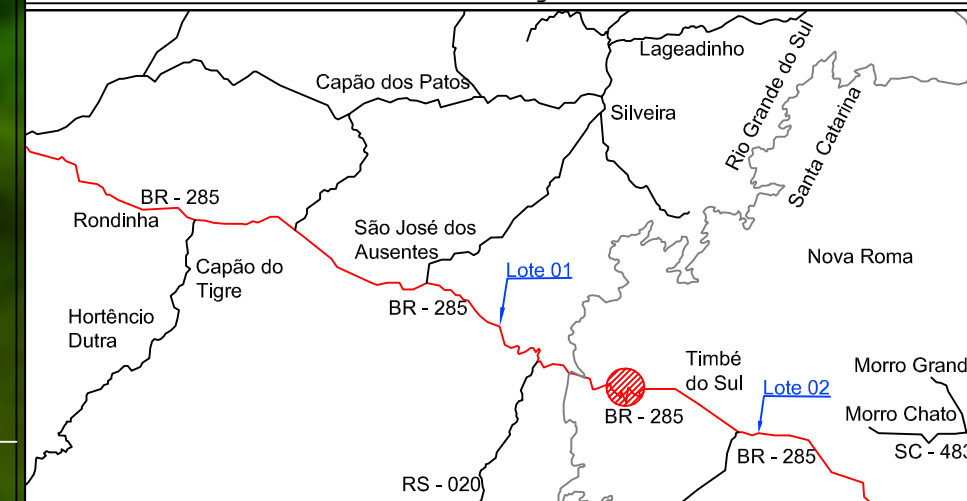 Lageadinho
Rio Grande do Sul
Capão dos Patos
Silveira
Santa Catarina
BR - 285
Rondinha
São José dos
Ausentes
Nova Roma
Capão do
Tigre
Lote 01
BR - 285
Hortêncio
Dutra
Timbé
do Sul
Morro Grand
Lote 02
BR - 285
Morro Chato
BR - 285
SC - 483
RS - 020